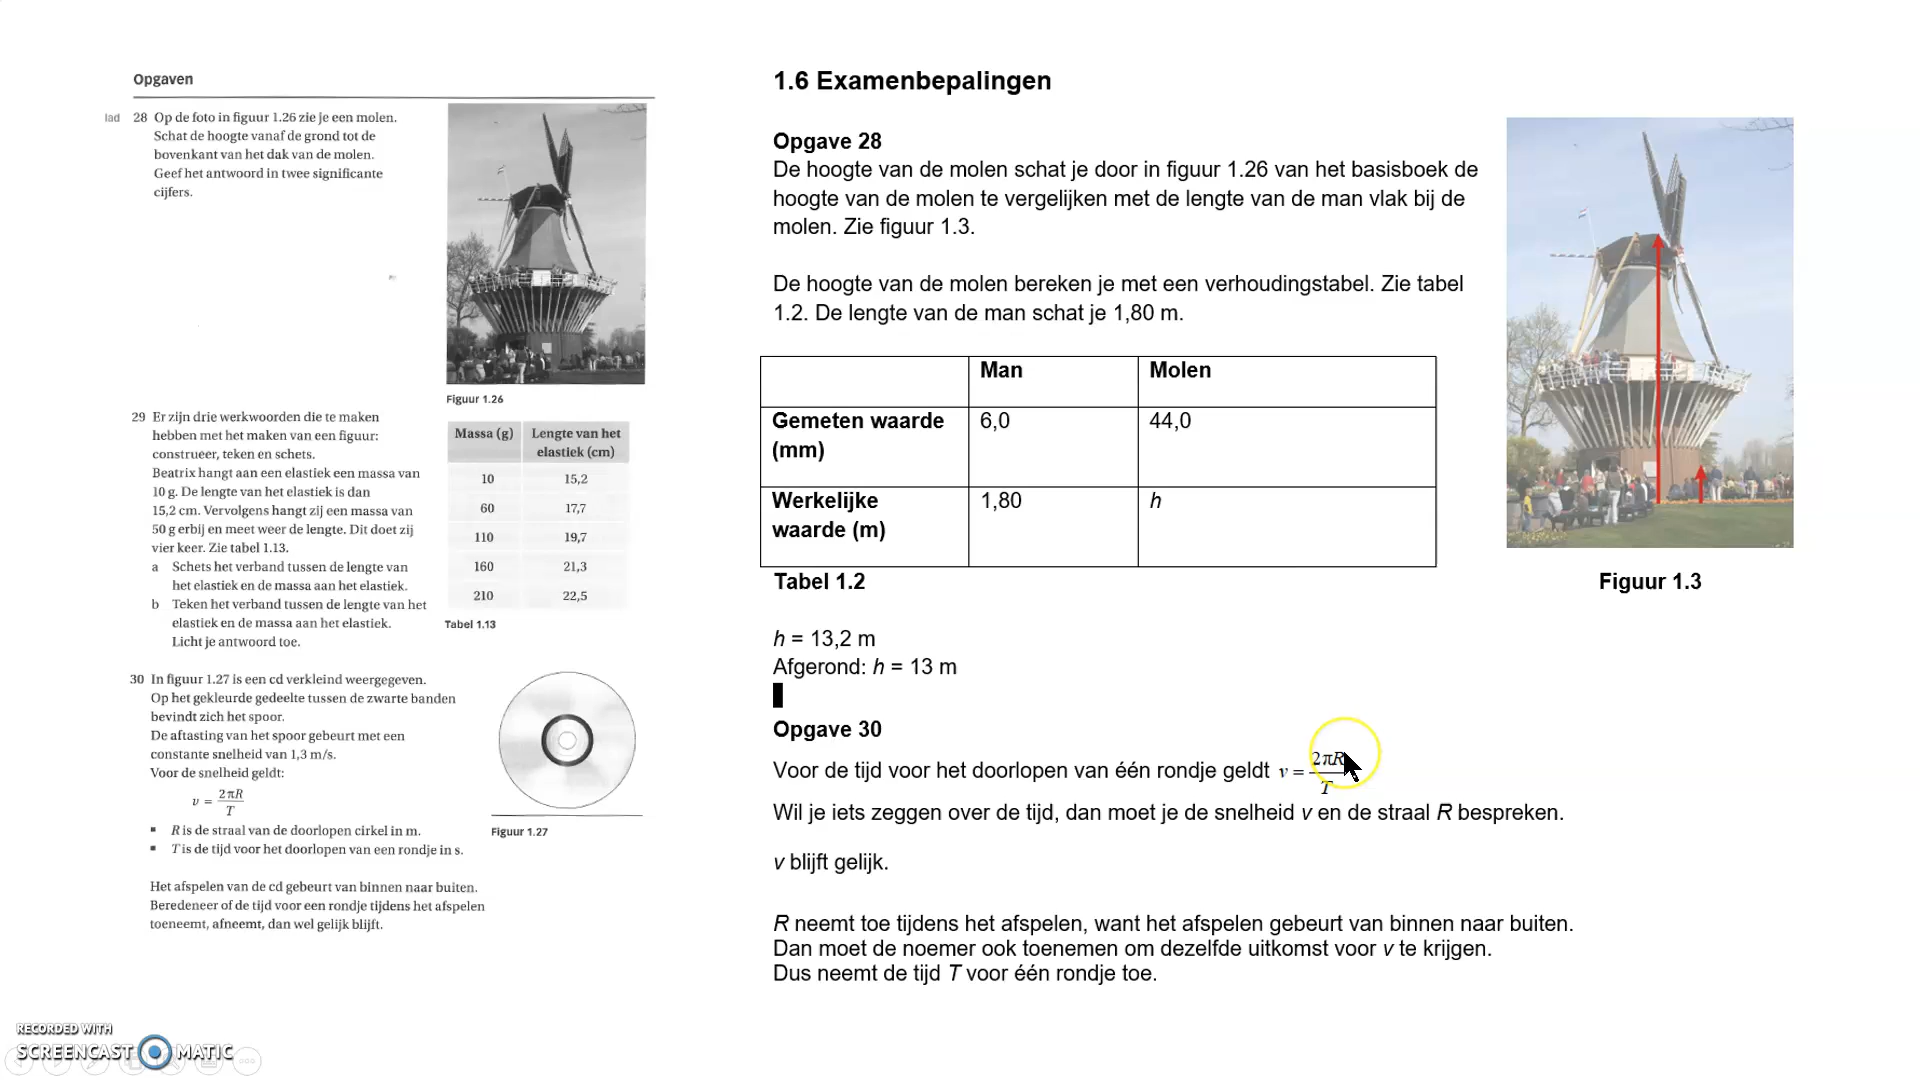 Opgaven
lad 28 Op de foto in figuur 1.26 zie je een molen.
Schat de hoogte vanaf de grond tot de
bovenkant van het dak van de molen.
Geef het antwoord in twee significante
cijfers.
Figuur 1.26
29 Er zijn drie werkwoorden die te maken
hebben met het maken van een figuur:
construeer, teken en schets.
Beatrix hangt aan een elastiek een massa van
10 g. De lengte van het elastiek is dan
15,2 cm. Vervolgens hangt zij een massa van
50 g erbij en meet weer de lengte. Dit doet zij
vier keer. Zie tabel 1.13.
a Schets het verband tussen de lengte van
het elastiek en de massa aan het elastiek.
b Teken het verband tussen de lengte van het
elastiek en de massa aan het elastiek.
Licht je antwoord toe.
Massa (g) Lengte van het
elastiek (cm)
10 15,2
60 17,7
110 19,7
160 21,3
210 22,5
Tabel 1.13
30 In figuur 1.27 is een cd verkleind weergegeven.
Op het gekleurde gedeelte tussen de zwarte banden
bevindt zich het spoor.
De aftasting van het spoor gebeurt met een
constante snelheid van 1,3 m/s.
Voor de snelheid geldt:
v = 2πR
T
▪ R is de straal van de doorlopen cirkel in m.
▪ T is de tijd voor het doorlopen van een rondje in s.
Figuur 1.27
Het afspelen van de cd gebeurt van binnen naar buiten.
Beredeneer of de tijd voor een rondje tijdens het afspelen
toeneemt, afneemt, dan wel gelijk blijft.
1.6 Examenbepalingen
Opgave 28
De hoogte van de molen schat je door in figuur 1.26 van het basisboek de
hoogte van de molen te vergelijken met de lengte van de man vlak bij de
molen. Zie figuur 1.3.
De hoogte van de molen bereken je met een verhoudingstabel. Zie tabel
1.2. De lengte van de man schat je 1,80 m.
Man Molen
Gemeten waarde 6,0 44,0
(mm)
Werkelijke 1,80 h
waarde (m)
Tabel 1.2
Figuur 1.3
h = 13,2 m
Afgerond: h = 13 m
Opgave 30
Voor de tijd voor het doorlopen van één rondje geldt v = 2πR
T
Wil je iets zeggen over de tijd, dan moet je de snelheid v en de straal R bespreken.
v blijft gelijk.
R neemt toe tijdens het afspelen, want het afspelen gebeurt van binnen naar buiten.
Dan moet de noemer ook toenemen om dezelfde uitkomst voor v te krijgen.
Dus neemt de tijd T voor één rondje toe.
RECORDED WITH
SCREENCAST MATIC